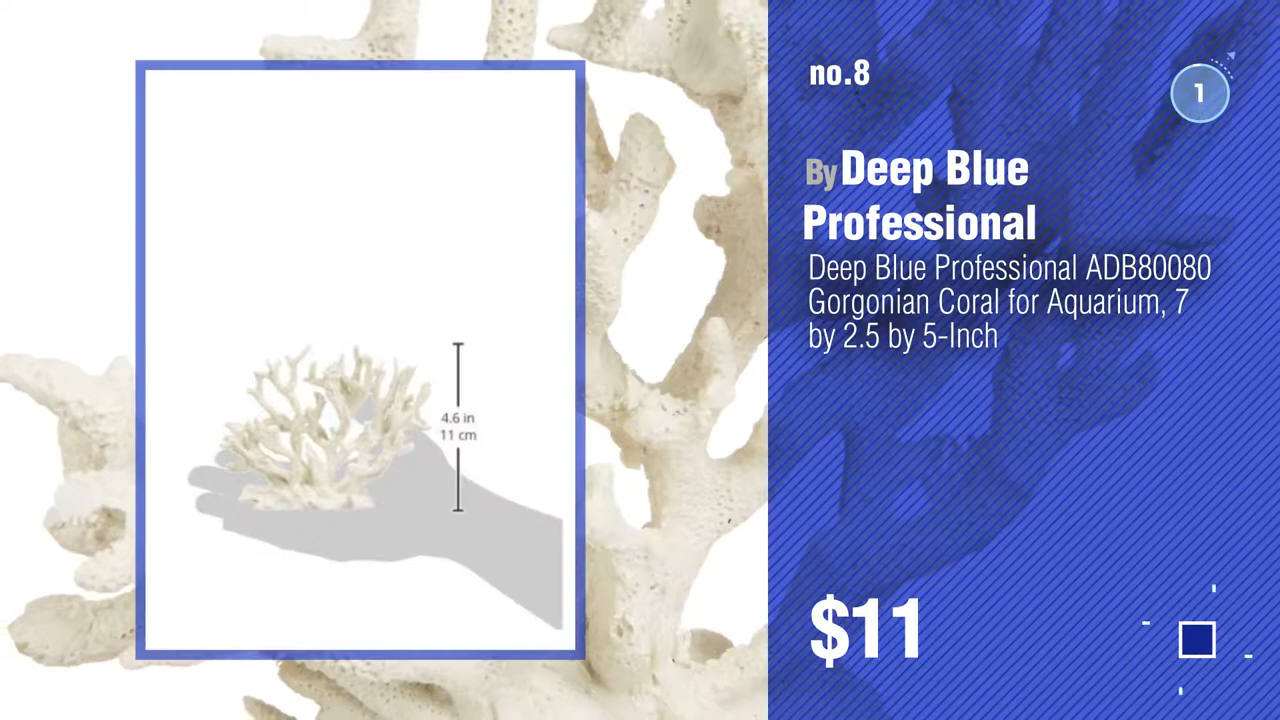 no.8
1
By Deep Blue
Professional
Deep Blue Professional ADB80080
Gorgonian Coral for Aquarium, 7
by 2.5 by 5-Inch
4.6 in
11 cm
$11